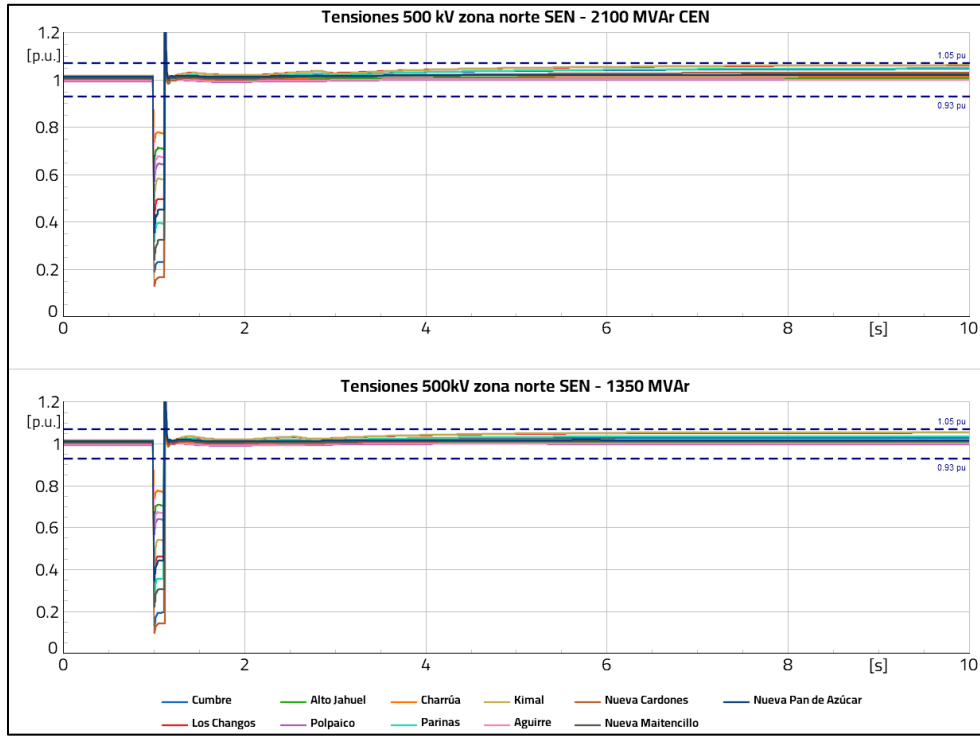 Tensiones 500 kV zona norte SEN - 2100 MVAr CEN
1.2
[p.u.]
1.05 pu
1
0.93 pu
0.8
0.6
0.4
0.2
0
0 2 4 6 8 [s] 10
Tensiones 500kV zona norte SEN - 1350 MVAr
1.2
[p.u.]
1.05 pu
1
0.93 pu
0.8
0.6
0.4
0.2
0
0 2 4 6 8 [s] 10
Cumbre Alto Jahuel Charrúa Kimal Nueva Cardones Nueva Pan de Azúcar
Los Changos Polpaico Parinas Aguirre Nueva Maitencillo